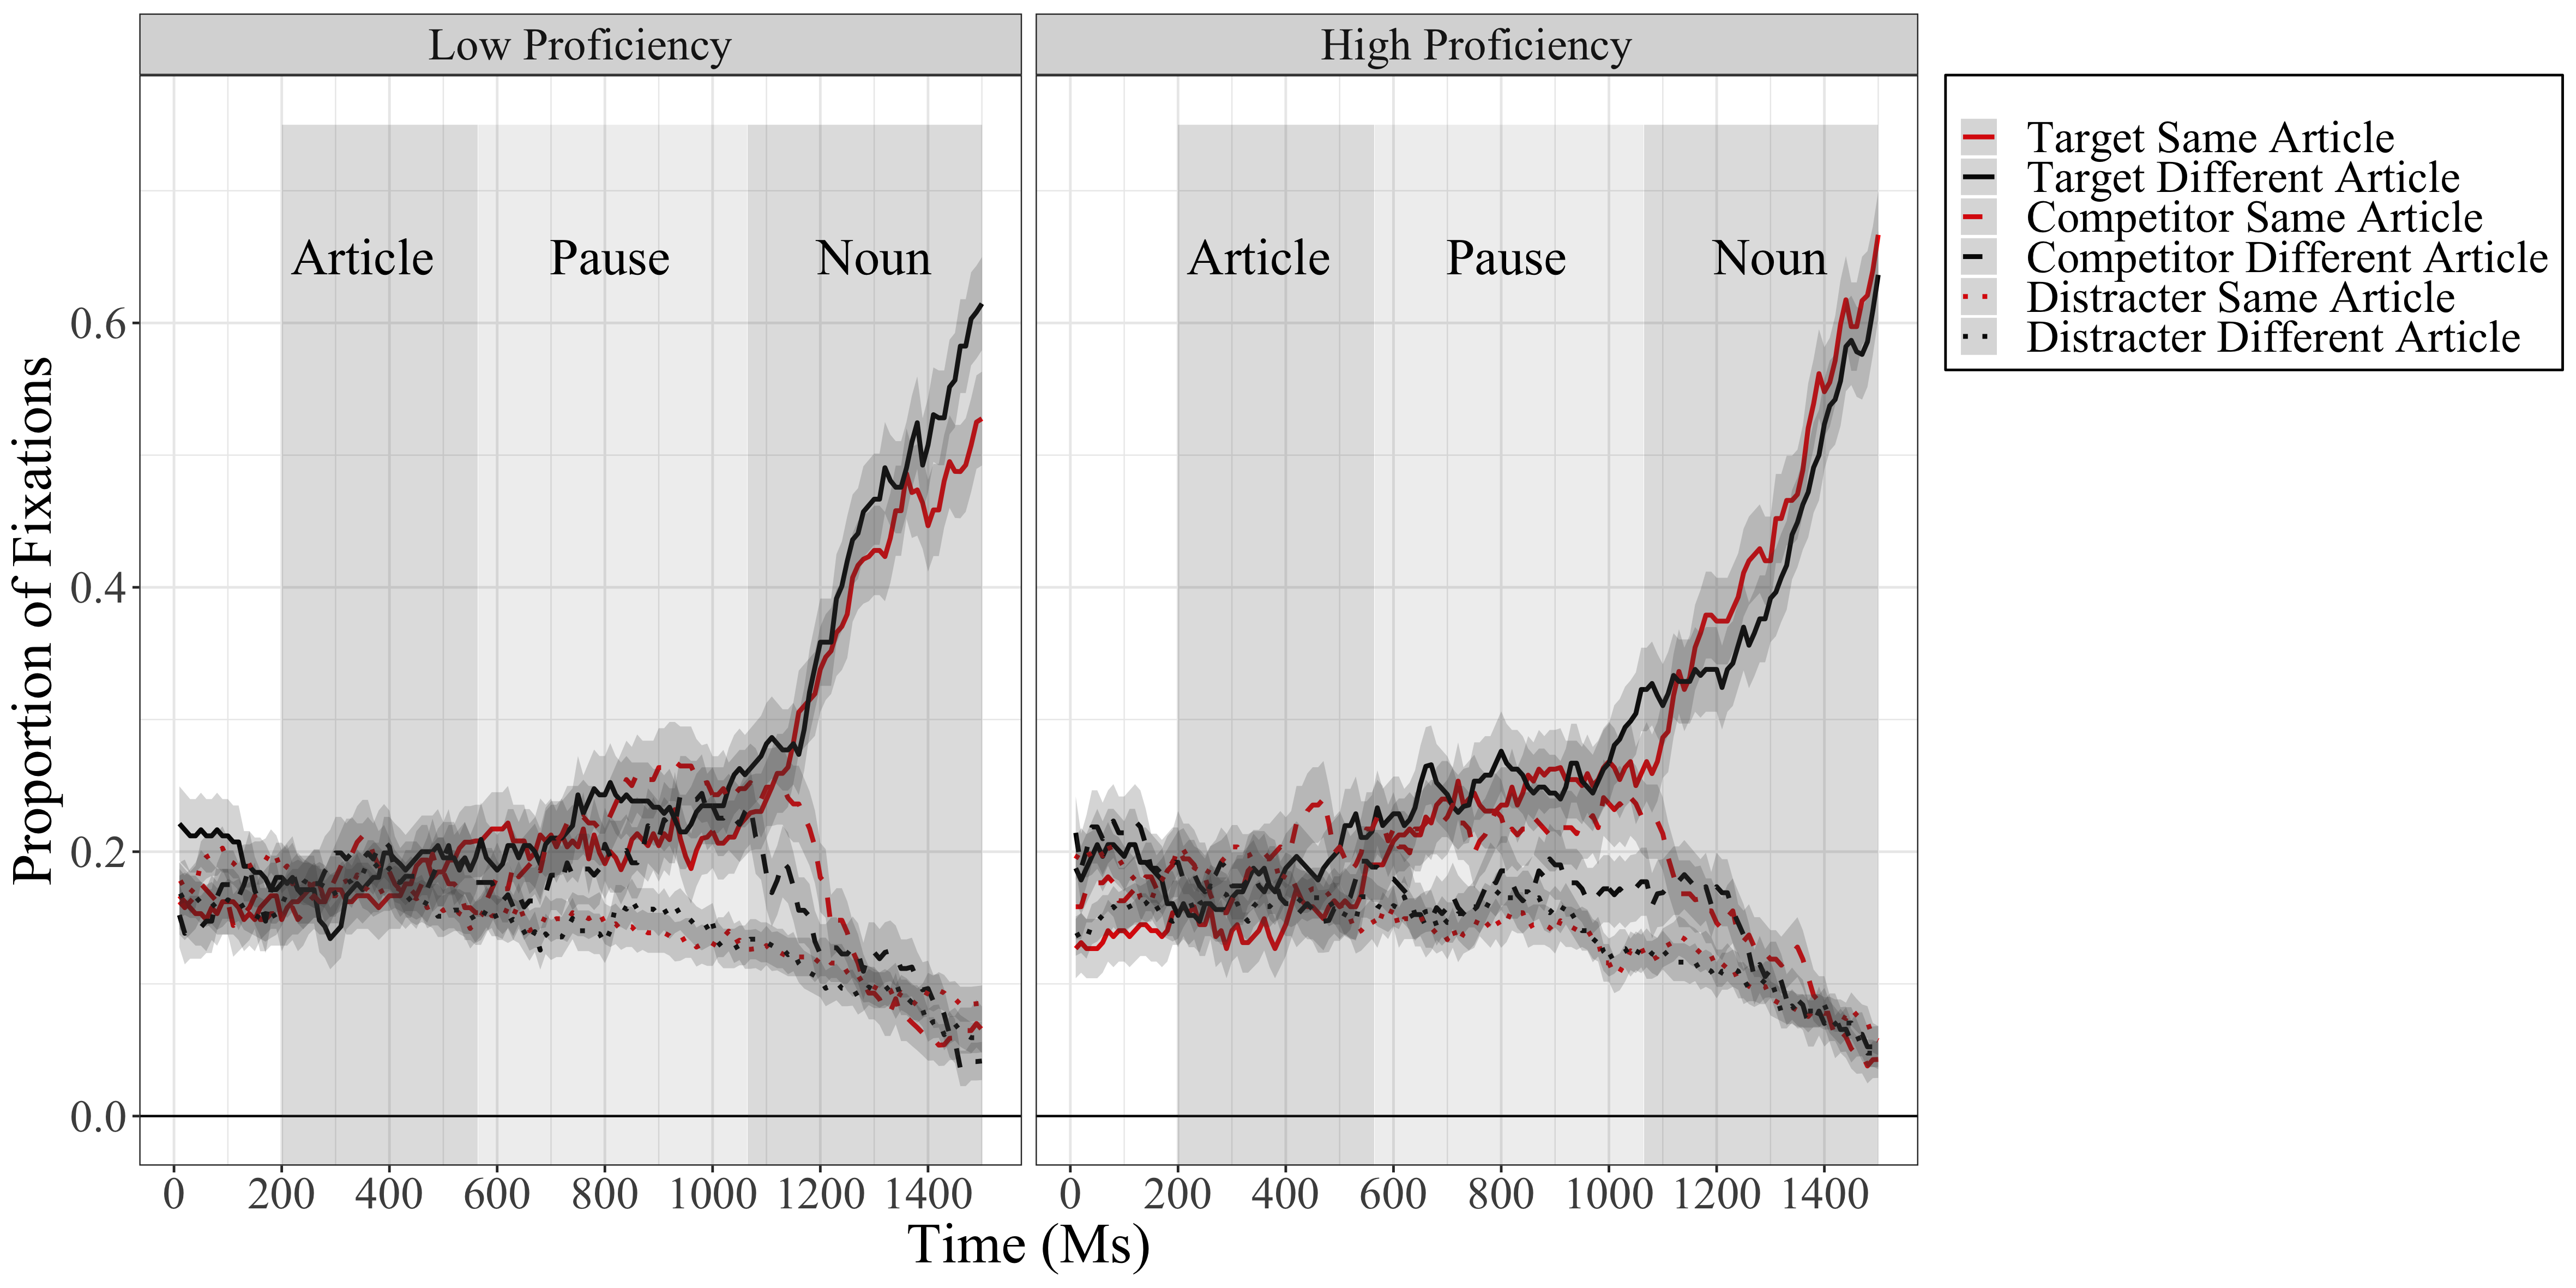 Low Proficiency
High Proficiency
Article
Pause
Noun
Article
Pause
Noun
Target Same Article
Target Different Article
Competitor Same Article
Competitor Different Article
Distracter Same Article
Distracter Different Article
Proportion of Fixations
0.6
0.4
0.2
0.0
0 200 400 600 800 1000 1200 1400
0 200 400 600 800 1000 1200 1400
Time (Ms)